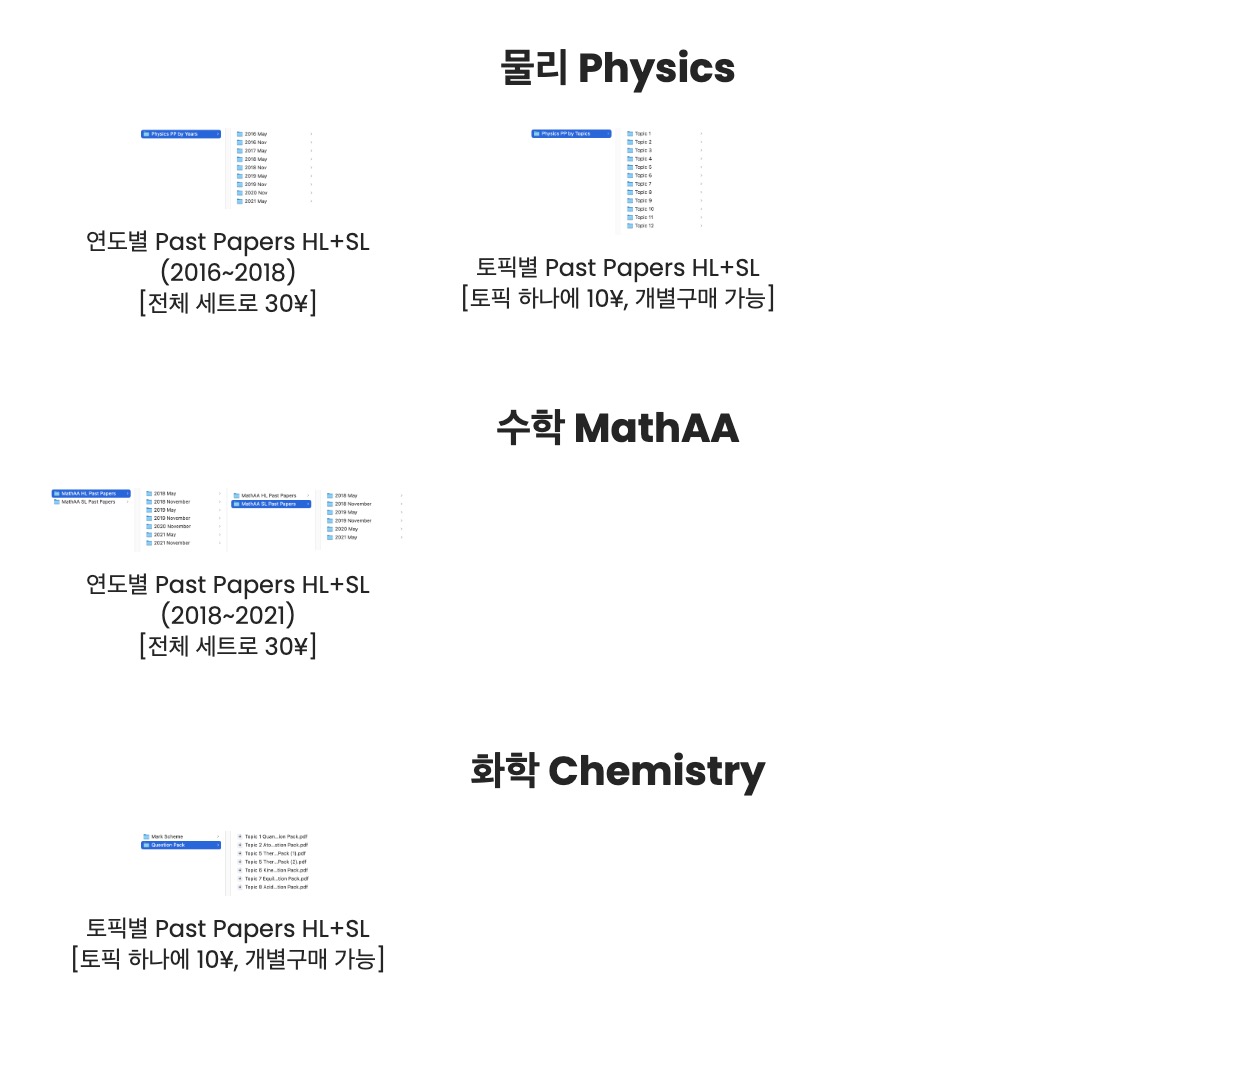 물리 Physics
Physics PP by Years
2016 May
2016 Nov
2017 May
2018 May
2018 Nov
2019 May
2019 Nov
2020 Nov
2021 May
연도별 Past Papers HL+SL
(2016~2018)
[전체 세트로 30¥]
Physics PP by Topics
Topic 1
Topic 2
Topic 3
Topic 4
Topic 5
Topic 6
Topic 7
Topic 8
Topic 9
Topic 10
Topic 11
Topic 12
토픽별 Past Papers HL+SL
[토픽 하나에 10¥, 개별구매 가능]
수학 MathAA
MathAA HL Past Papers
MathAA SL Past Papers
2018 May
2018 November
2019 May
2019 November
2020 November
2021 May
2021 November
MathAA HL Past Papers
MathAA SL Past Papers
2018 May
2018 November
2019 May
2019 November
2020 May
2021 May
연도별 Past Papers HL+SL
(2018~2021)
[전체 세트로 30¥]
화학 Chemistry
Mark Scheme
Question Pack
Topic 1 Quan...ion Pack.pdf
Topic 2 Ato...stion Pack.pdf
Topic 5 Ther...Pack (1).pdf
Topic 5 Ther...Pack (2).pdf
Topic 6 Kine...tion Pack.pdf
Topic 7 Equil...tion Pack.pdf
Topic 8 Acid...tion Pack.pdf
토픽별 Past Papers HL+SL
[토픽 하나에 10¥, 개별구매 가능]